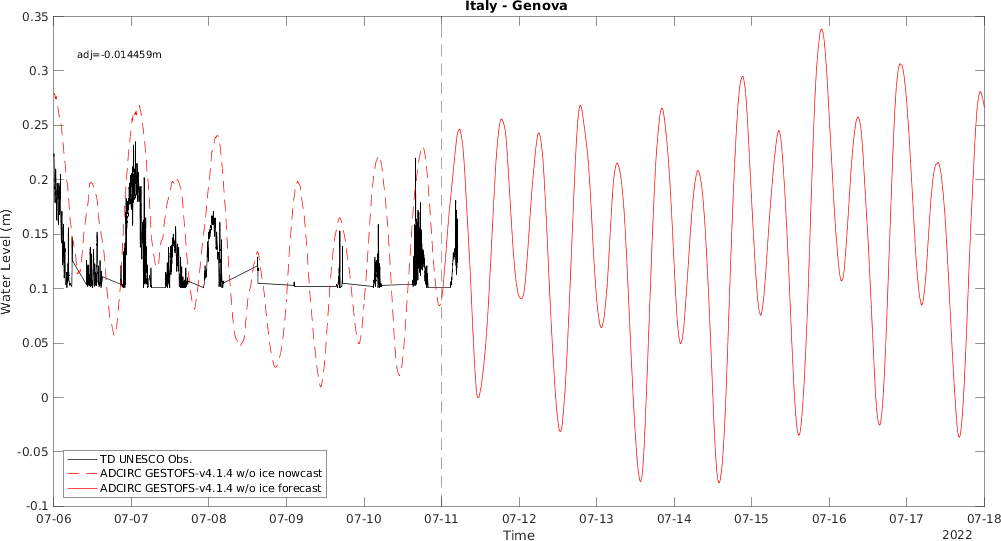 Italy - Genova
adj=-0.014459m
0.35
0.3
0.25
0.2
0.15
0.1
0.05
0
-0.05
-0.1
Water Level (m)
TD UNESCO Obs.
ADCIRC GESTOFS-v4.1.4 w/o ice nowcast
ADCIRC GESTOFS-v4.1.4 w/o ice forecast
07-06 07-07 07-08 07-09 07-10 07-11 07-12 07-13 07-14 07-15 07-16 07-17 07-18
Time
2022